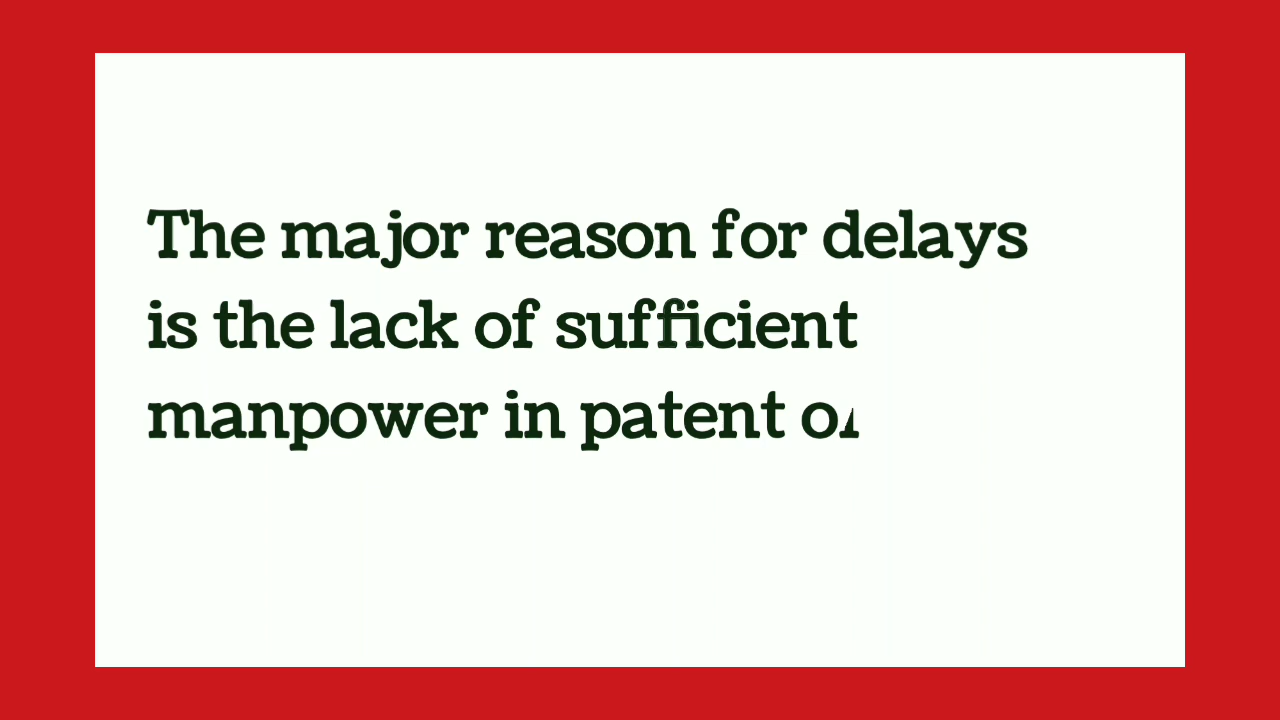 The major reason for delays
is the lack of sufficient
manpower in patent